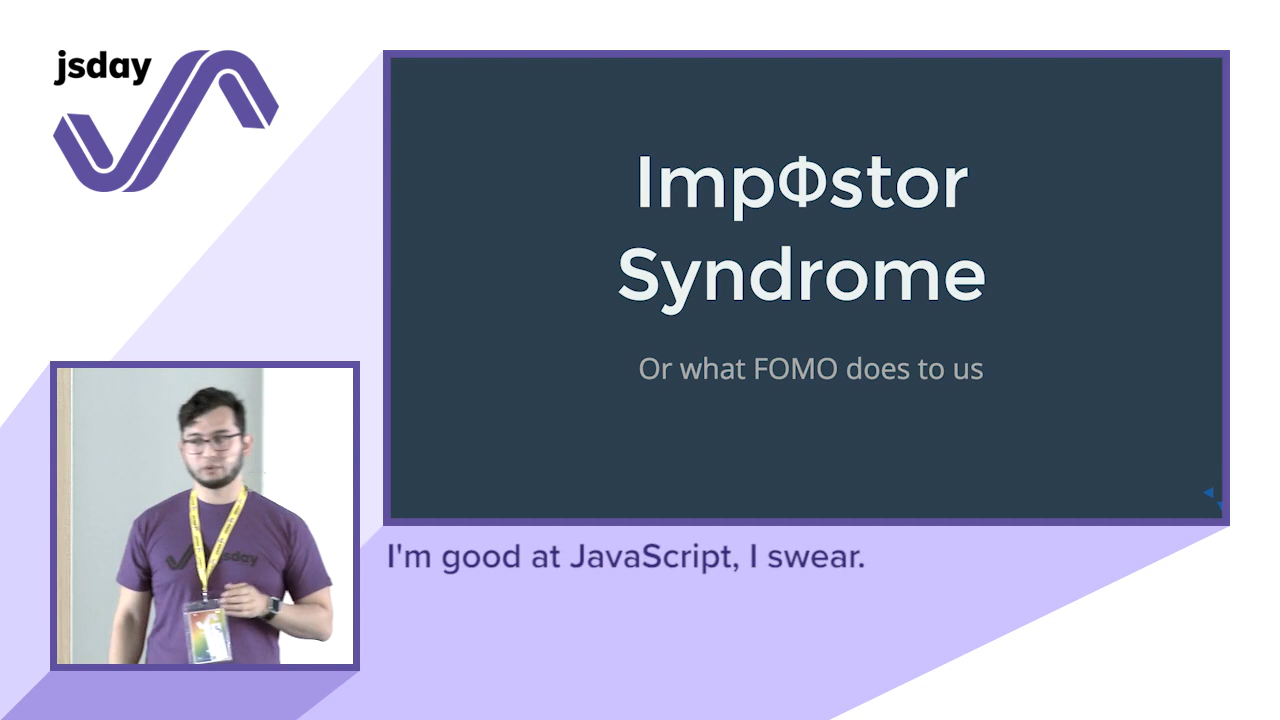 jsday
ImpΦstor
Syndrome
Or what FOMO does to us
I'm good at JavaScript, I swear.
jsday